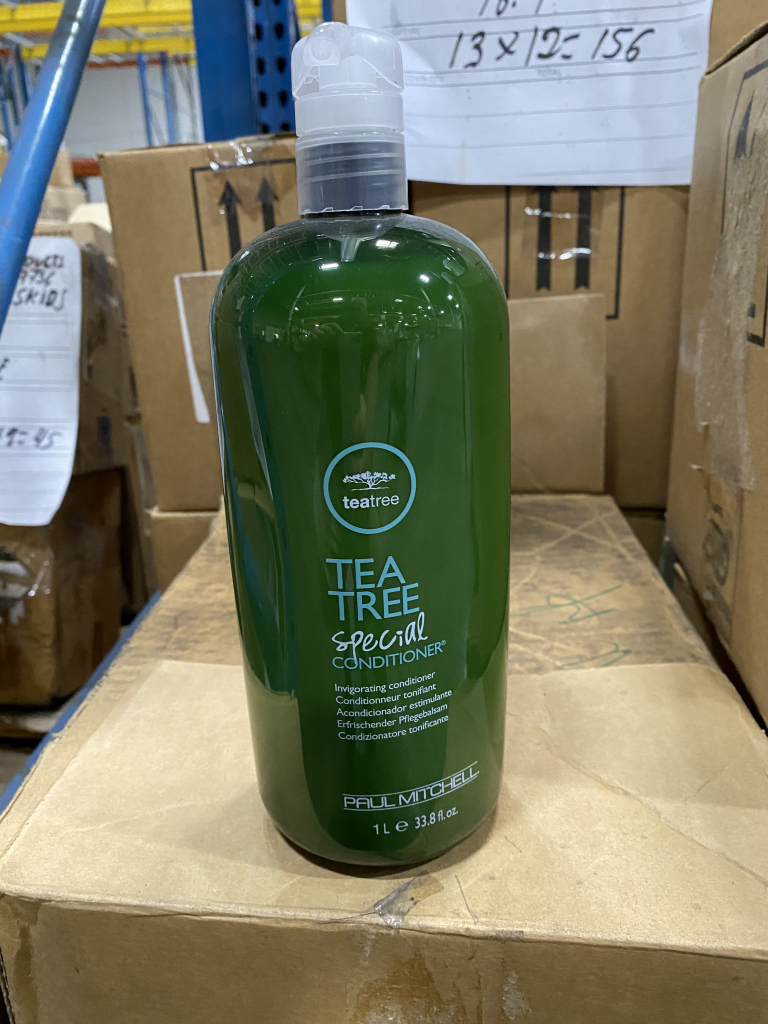 13 x 12 = 156
TOTAL
SKIDS
teatree
TEA
TREE
special
CONDITIONER®
Invigorating conditioner
Conditionneur tonifiant
Acondicionador estimulante
Erfrischender Pflegebalsam
Condizionatore tonificante
PAUL MITCHELL
1 L ℮ 33.8 fl.oz.